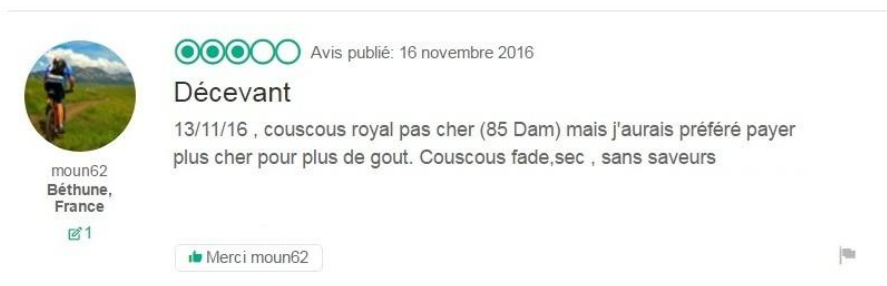 Avis publié: 16 novembre 2016
Décevant
13/11/16 , couscous royal pas cher (85 Dam) mais j'aurais préféré payer
plus cher pour plus de gout. Couscous fade,sec , sans saveurs
moun62
Béthune,
France
1
Merci moun62